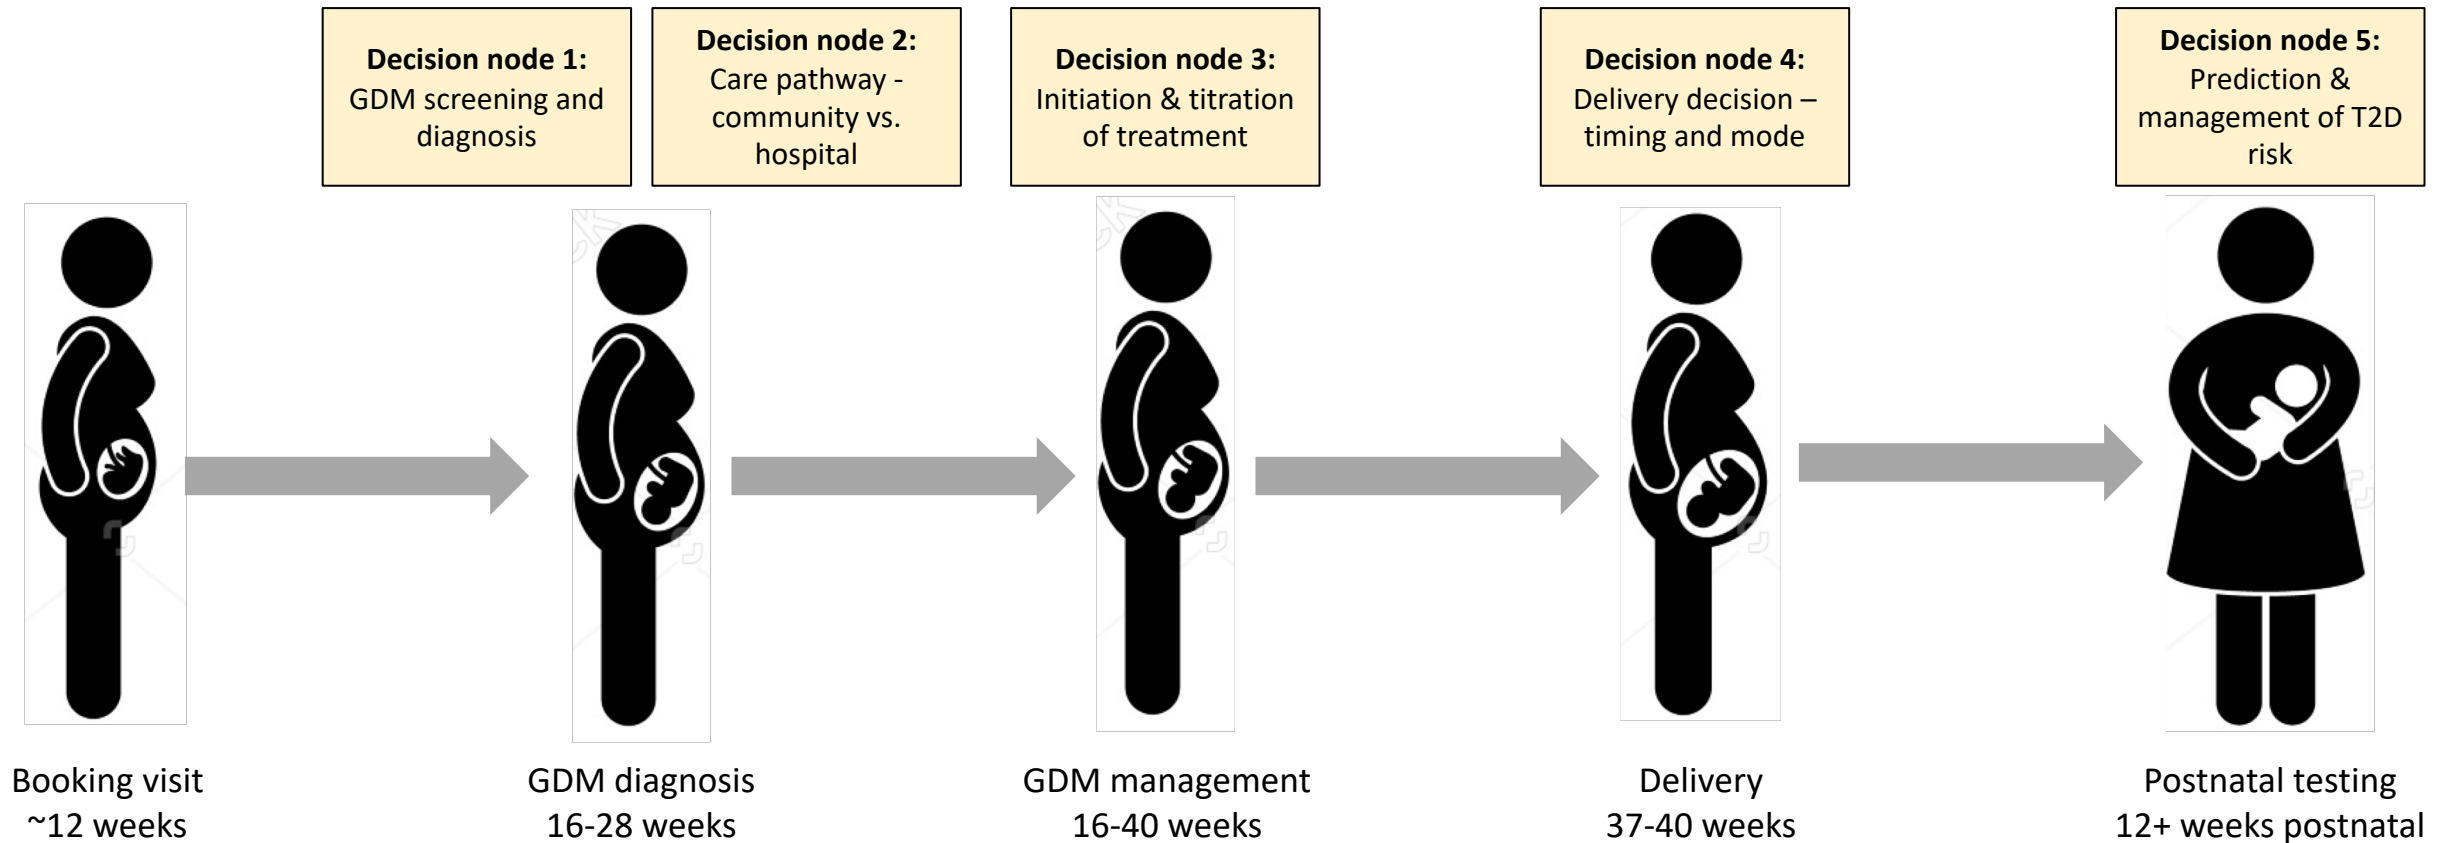 Decision node 1:
GDM screening and
diagnosis
Decision node 2:
Care pathway -
community vs.
hospital
Decision node 3:
Initiation & titration
of treatment
Decision node 4:
Delivery decision –
timing and mode
Decision node 5:
Prediction &
management of T2D
risk
Booking visit
~12 weeks
GDM diagnosis
16-28 weeks
GDM management
16-40 weeks
Delivery
37-40 weeks
Postnatal testing
12+ weeks postnatal